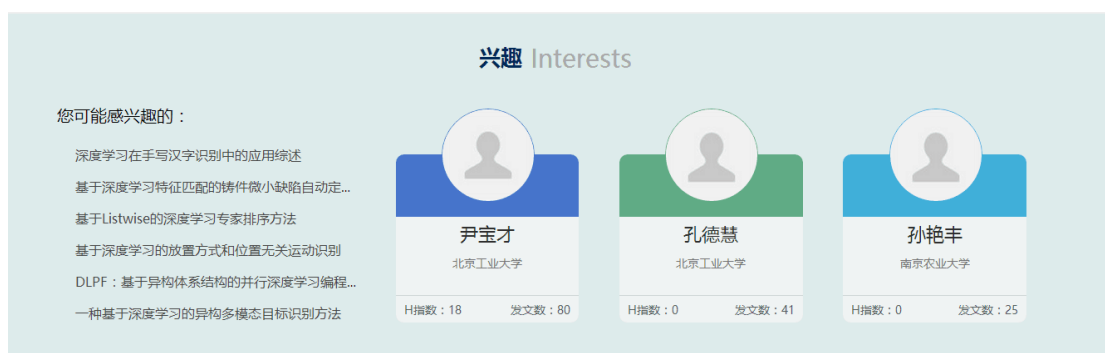 兴趣 Interests
您可能感兴趣的：
深度学习在手写汉字识别中的应用综述
基于深度学习特征匹配的铸件微小缺陷自动定...
基于Listwise的深度学习专家排序方法
基于深度学习的放置方式和位置无关运动识别
DLPF：基于异构体系结构的并行深度学习编程...
一种基于深度学习的异构多模态目标识别方法
尹宝才
北京工业大学
H指数：18 发文数：80
孔德慧
北京工业大学
H指数：0 发文数：41
孙艳丰
南京农业大学
H指数：0 发文数：25